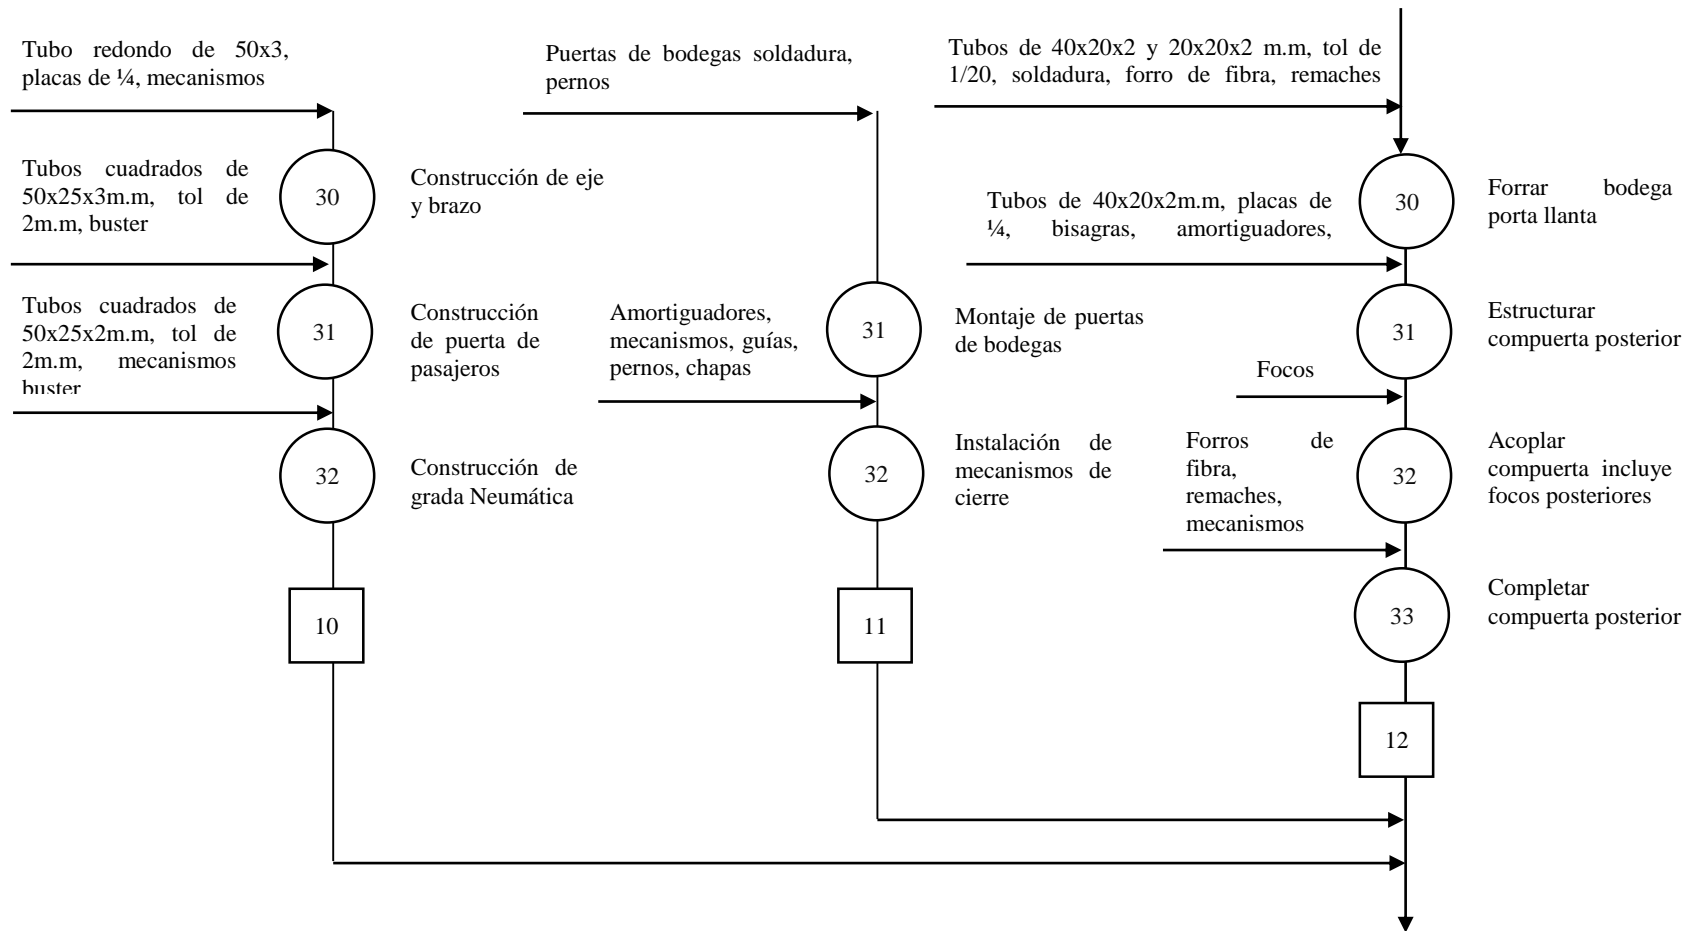 Tubo redondo de 50x3,
placas de ¼, mecanismos
Tubos cuadrados de
50x25x3m.m, tol de
2m.m, buster
Tubos cuadrados de
50x25x2m.m, tol de
2m.m, mecanismos
buster
30
Construcción de eje
y brazo
31
Construcción
de puerta de
pasajeros
32
Construcción de
grada Neumática
10
Puertas de bodegas soldadura,
pernos
Amortiguadores,
mecanismos, guías,
pernos, chapas
31
Montaje de puertas
de bodegas
32
Instalación de
mecanismos de
cierre
11
Tubos de 40x20x2 y 20x20x2 m.m, tol de
1/20, soldadura, forro de fibra, remaches
30
Forrar bodega
porta llanta
Tubos de 40x20x2m.m, placas de
¼, bisagras, amortiguadores,
31
Estructurar
compuerta posterior
Focos
32
Acoplar
compuerta incluye
focos posteriores
Forros de
fibra,
remaches,
mecanismos
33
Completar
compuerta posterior
12